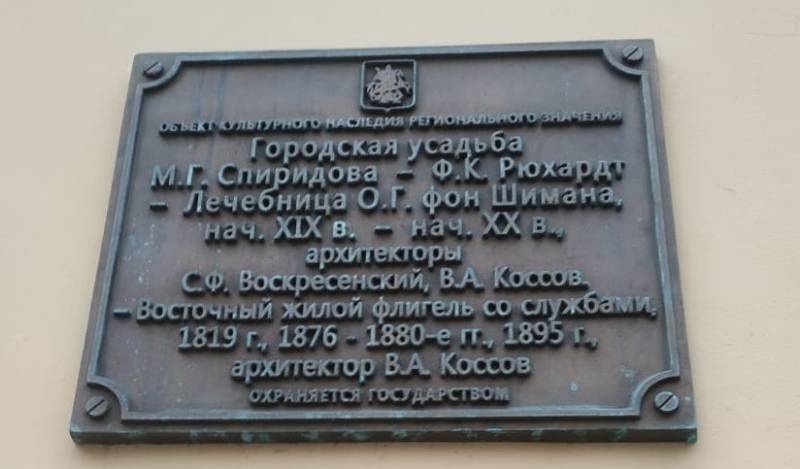 ОБЪЕКТ КУЛЬТУРНОГО НАСЛЕДИЯ РЕГИОНАЛЬНОГО ЗНАЧЕНИЯ
Городская усадьба
М.Г. Спиридова – Ф.К. Рюхардт
– Лечебница О.Г. фон Шимана,
нач. XIX в. – нач. XX в.,
архитекторы
С.Ф. Воскресенский, В.А. Коссов.
– Восточный жилой флигель со службами,
1819 г., 1876 - 1880-е гг., 1895 г.,
архитектор В.А. Коссов
ОХРАНЯЕТСЯ ГОСУДАРСТВОМ